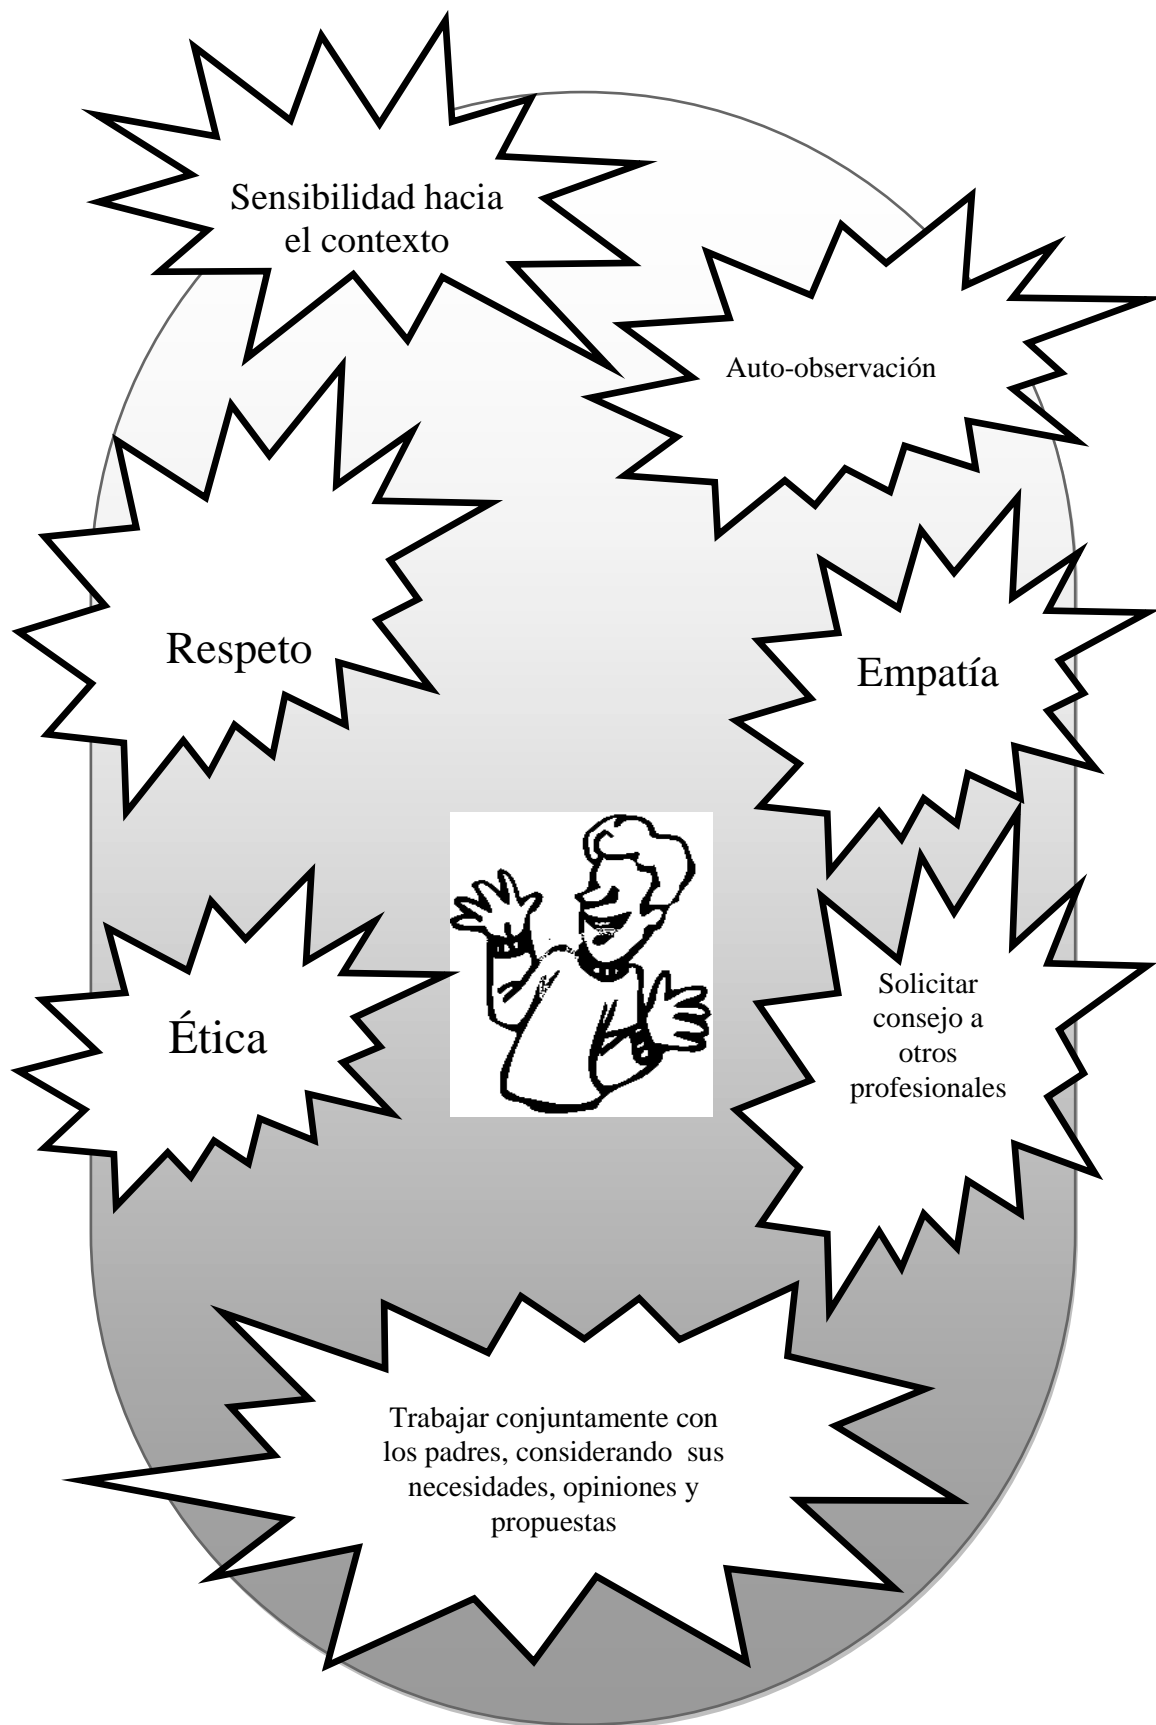 Sensibilidad hacia
el contexto
Auto-observación
Respeto
Empatía
Ética
Solicitar
consejo a
otros
profesionales
Trabajar conjuntamente con
los padres, considerando  sus
necesidades, opiniones y
propuestas